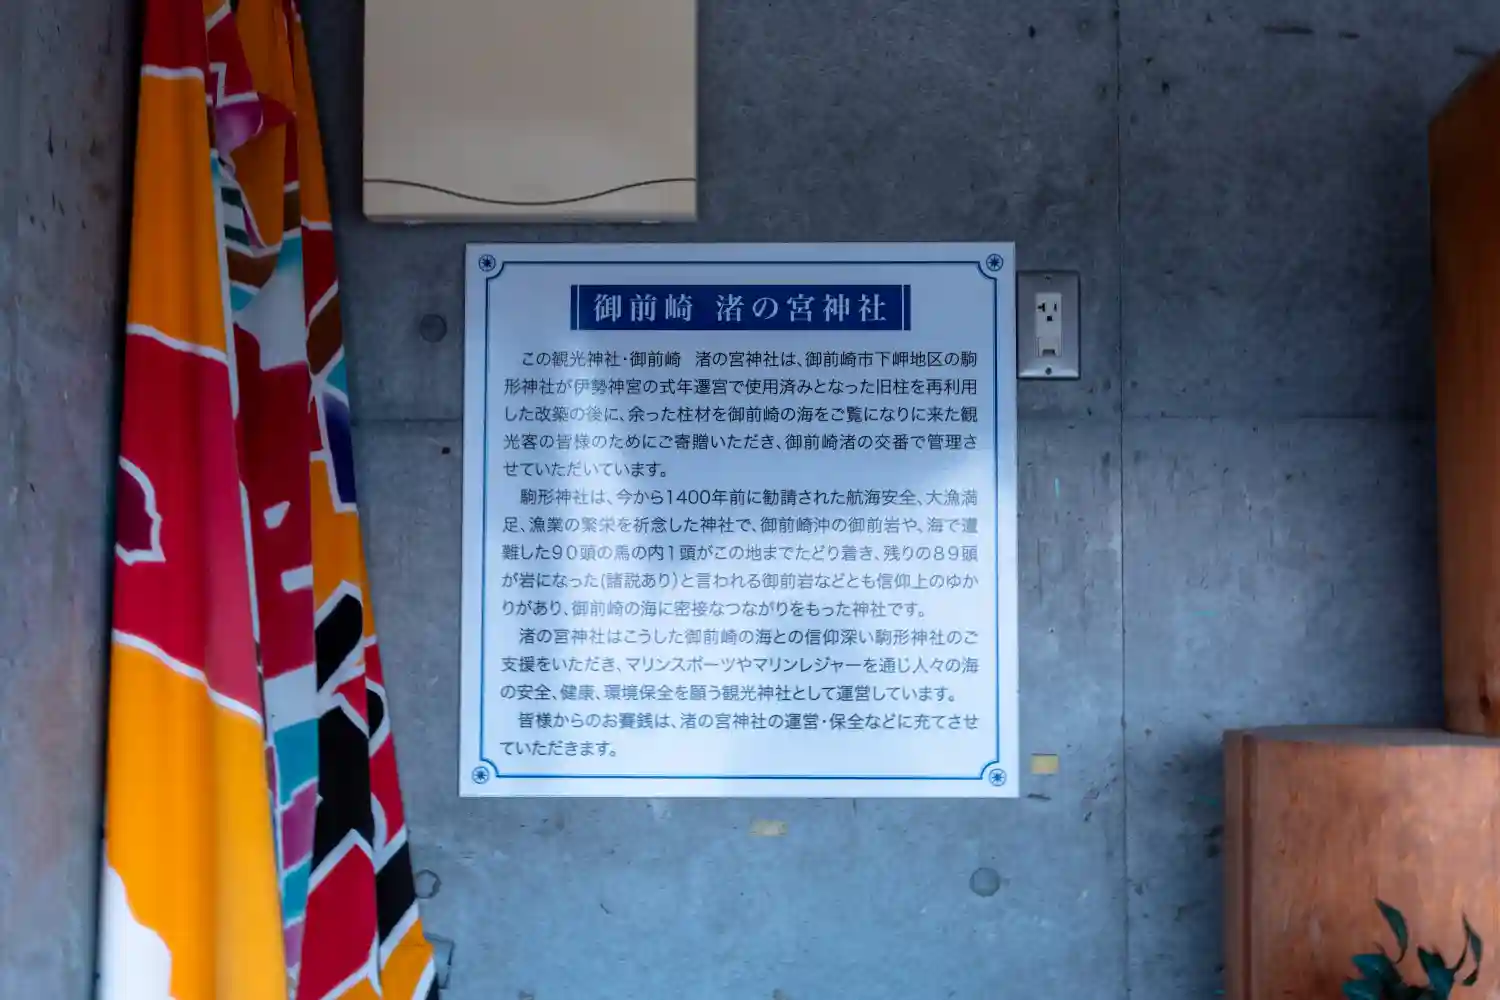 御前崎 渚の宮神社
この観光神社・御前崎 渚の宮神社は、御前崎市下岬地区の駒
形神社が伊勢神宮の式年遷宮で使用済みとなった旧柱を再利用
した改築の後に、余った柱材を御前崎の海をご覧になりに来た観
光客の皆様のためにご寄贈いただき、御前崎渚の交番で管理さ
せていただいています。
駒形神社は、今から1400年前に勧請された航海安全、大漁満
足、漁業の繁栄を祈念した神社で、御前崎沖の御前岩や、海で遭
難した90頭の馬の内1頭がこの地までたどり着き、残りの89頭
が岩になった(諸説あり)と言われる御前岩などとも信仰上のゆか
りがあり、御前崎の海に密接なつながりをもった神社です。
渚の宮神社はこうした御前崎の海との信仰深い駒形神社のご
支援をいただき、マリンスポーツやマリンレジャーを通じ人々の海
の安全、健康、環境保全を願う観光神社として運営しています。
皆様からのお賽銭は、渚の宮神社の運営・保全などに充てさせ
ていただきます。